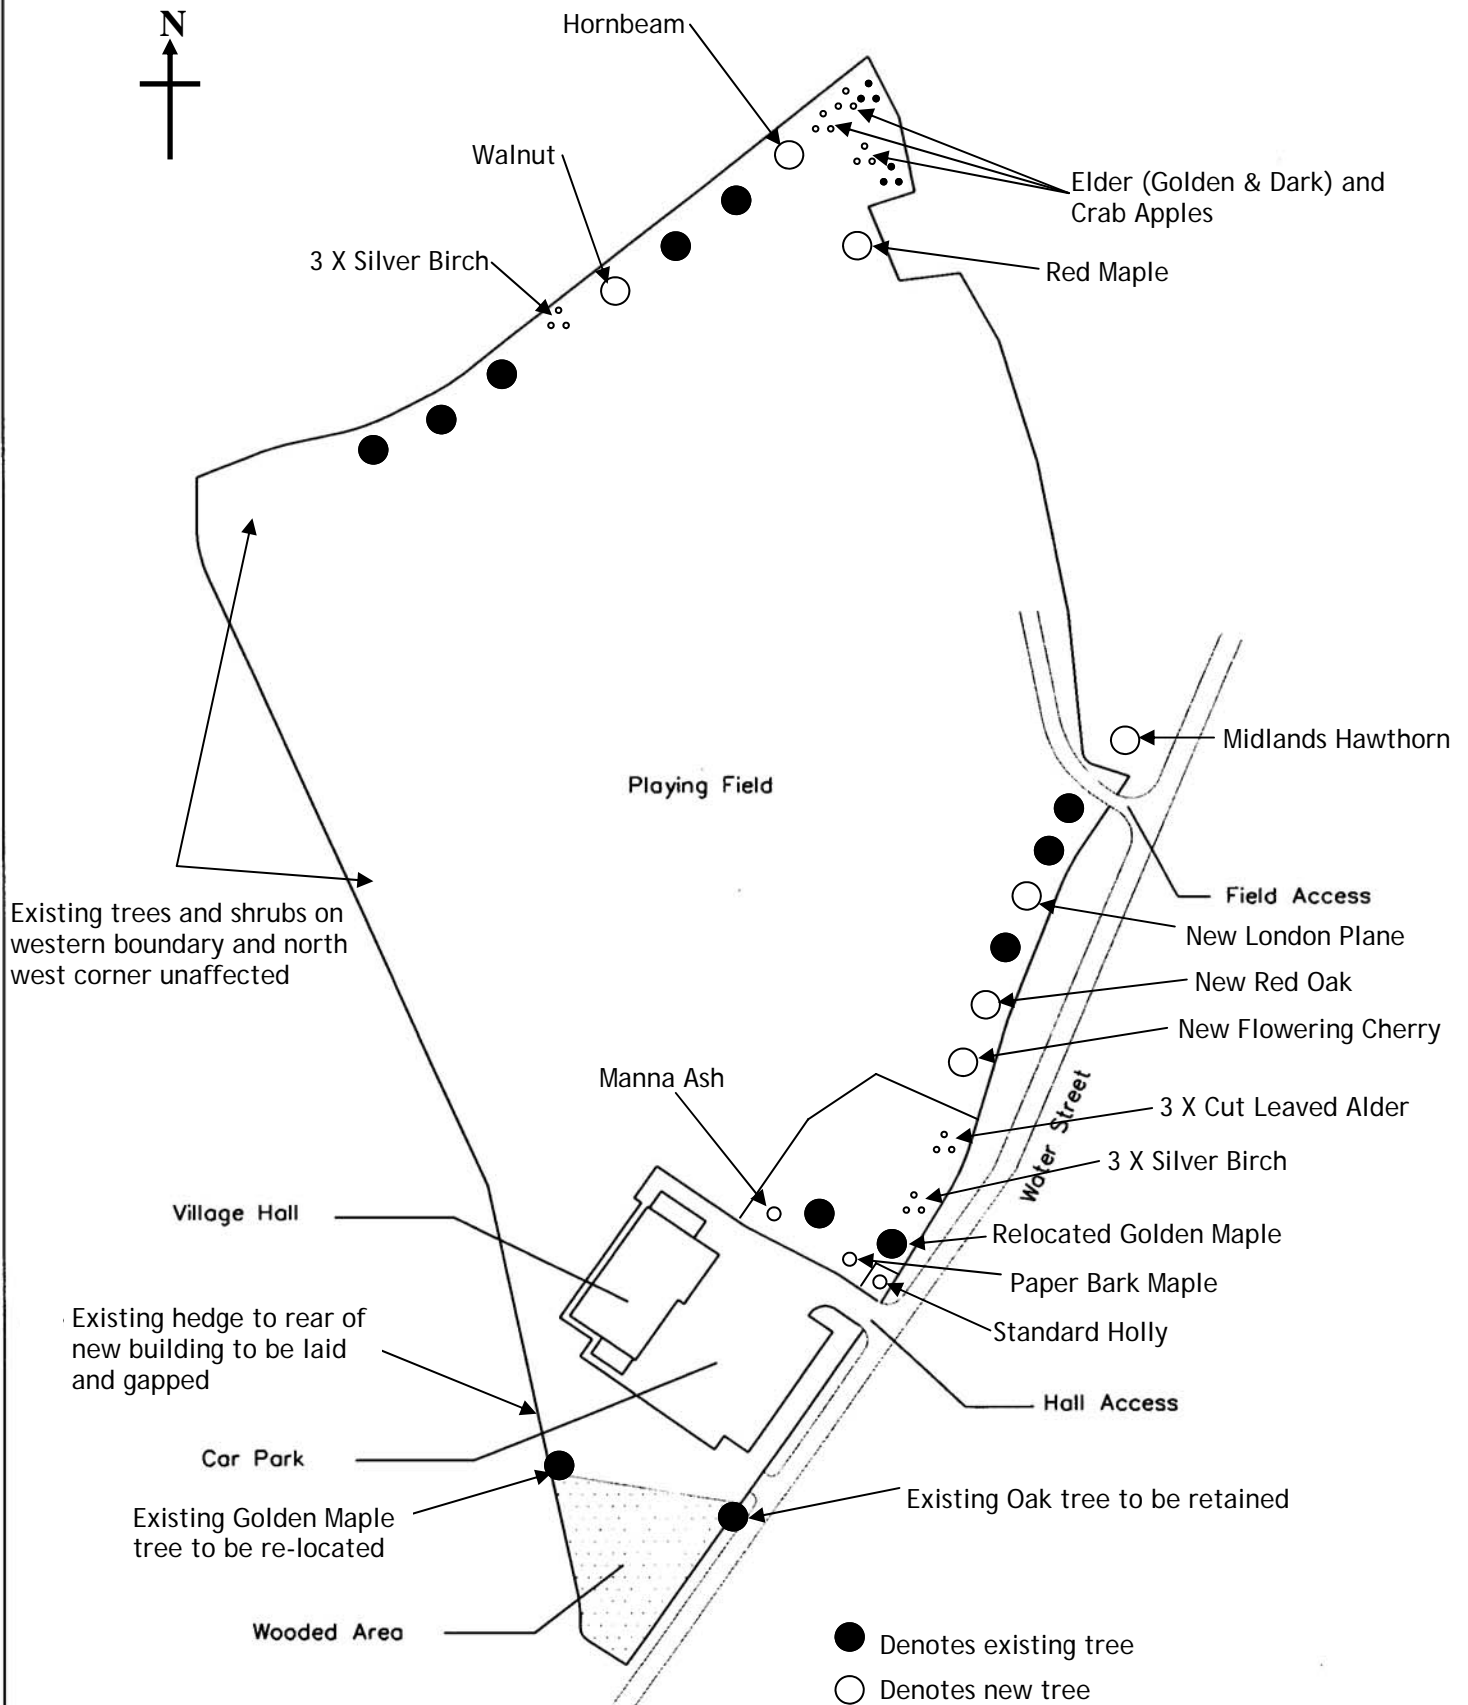 N
Hornbeam
Walnut
3 X Silver Birch
Elder (Golden & Dark) and
Crab Apples
Red Maple
Midlands Hawthorn
Playing Field
Field Access
Existing trees and shrubs on
western boundary and north
west corner unaffected
New London Plane
New Red Oak
New Flowering Cherry
Manna Ash
3 X Cut Leaved Alder
Water Street
3 X Silver Birch
Village Hall
Relocated Golden Maple
Paper Bark Maple
Standard Holly
Existing hedge to rear of
new building to be laid
and gapped
Hall Access
Car Park
Existing Golden Maple
tree to be re-located
Existing Oak tree to be retained
Wooded Area
Denotes existing tree
Denotes new tree